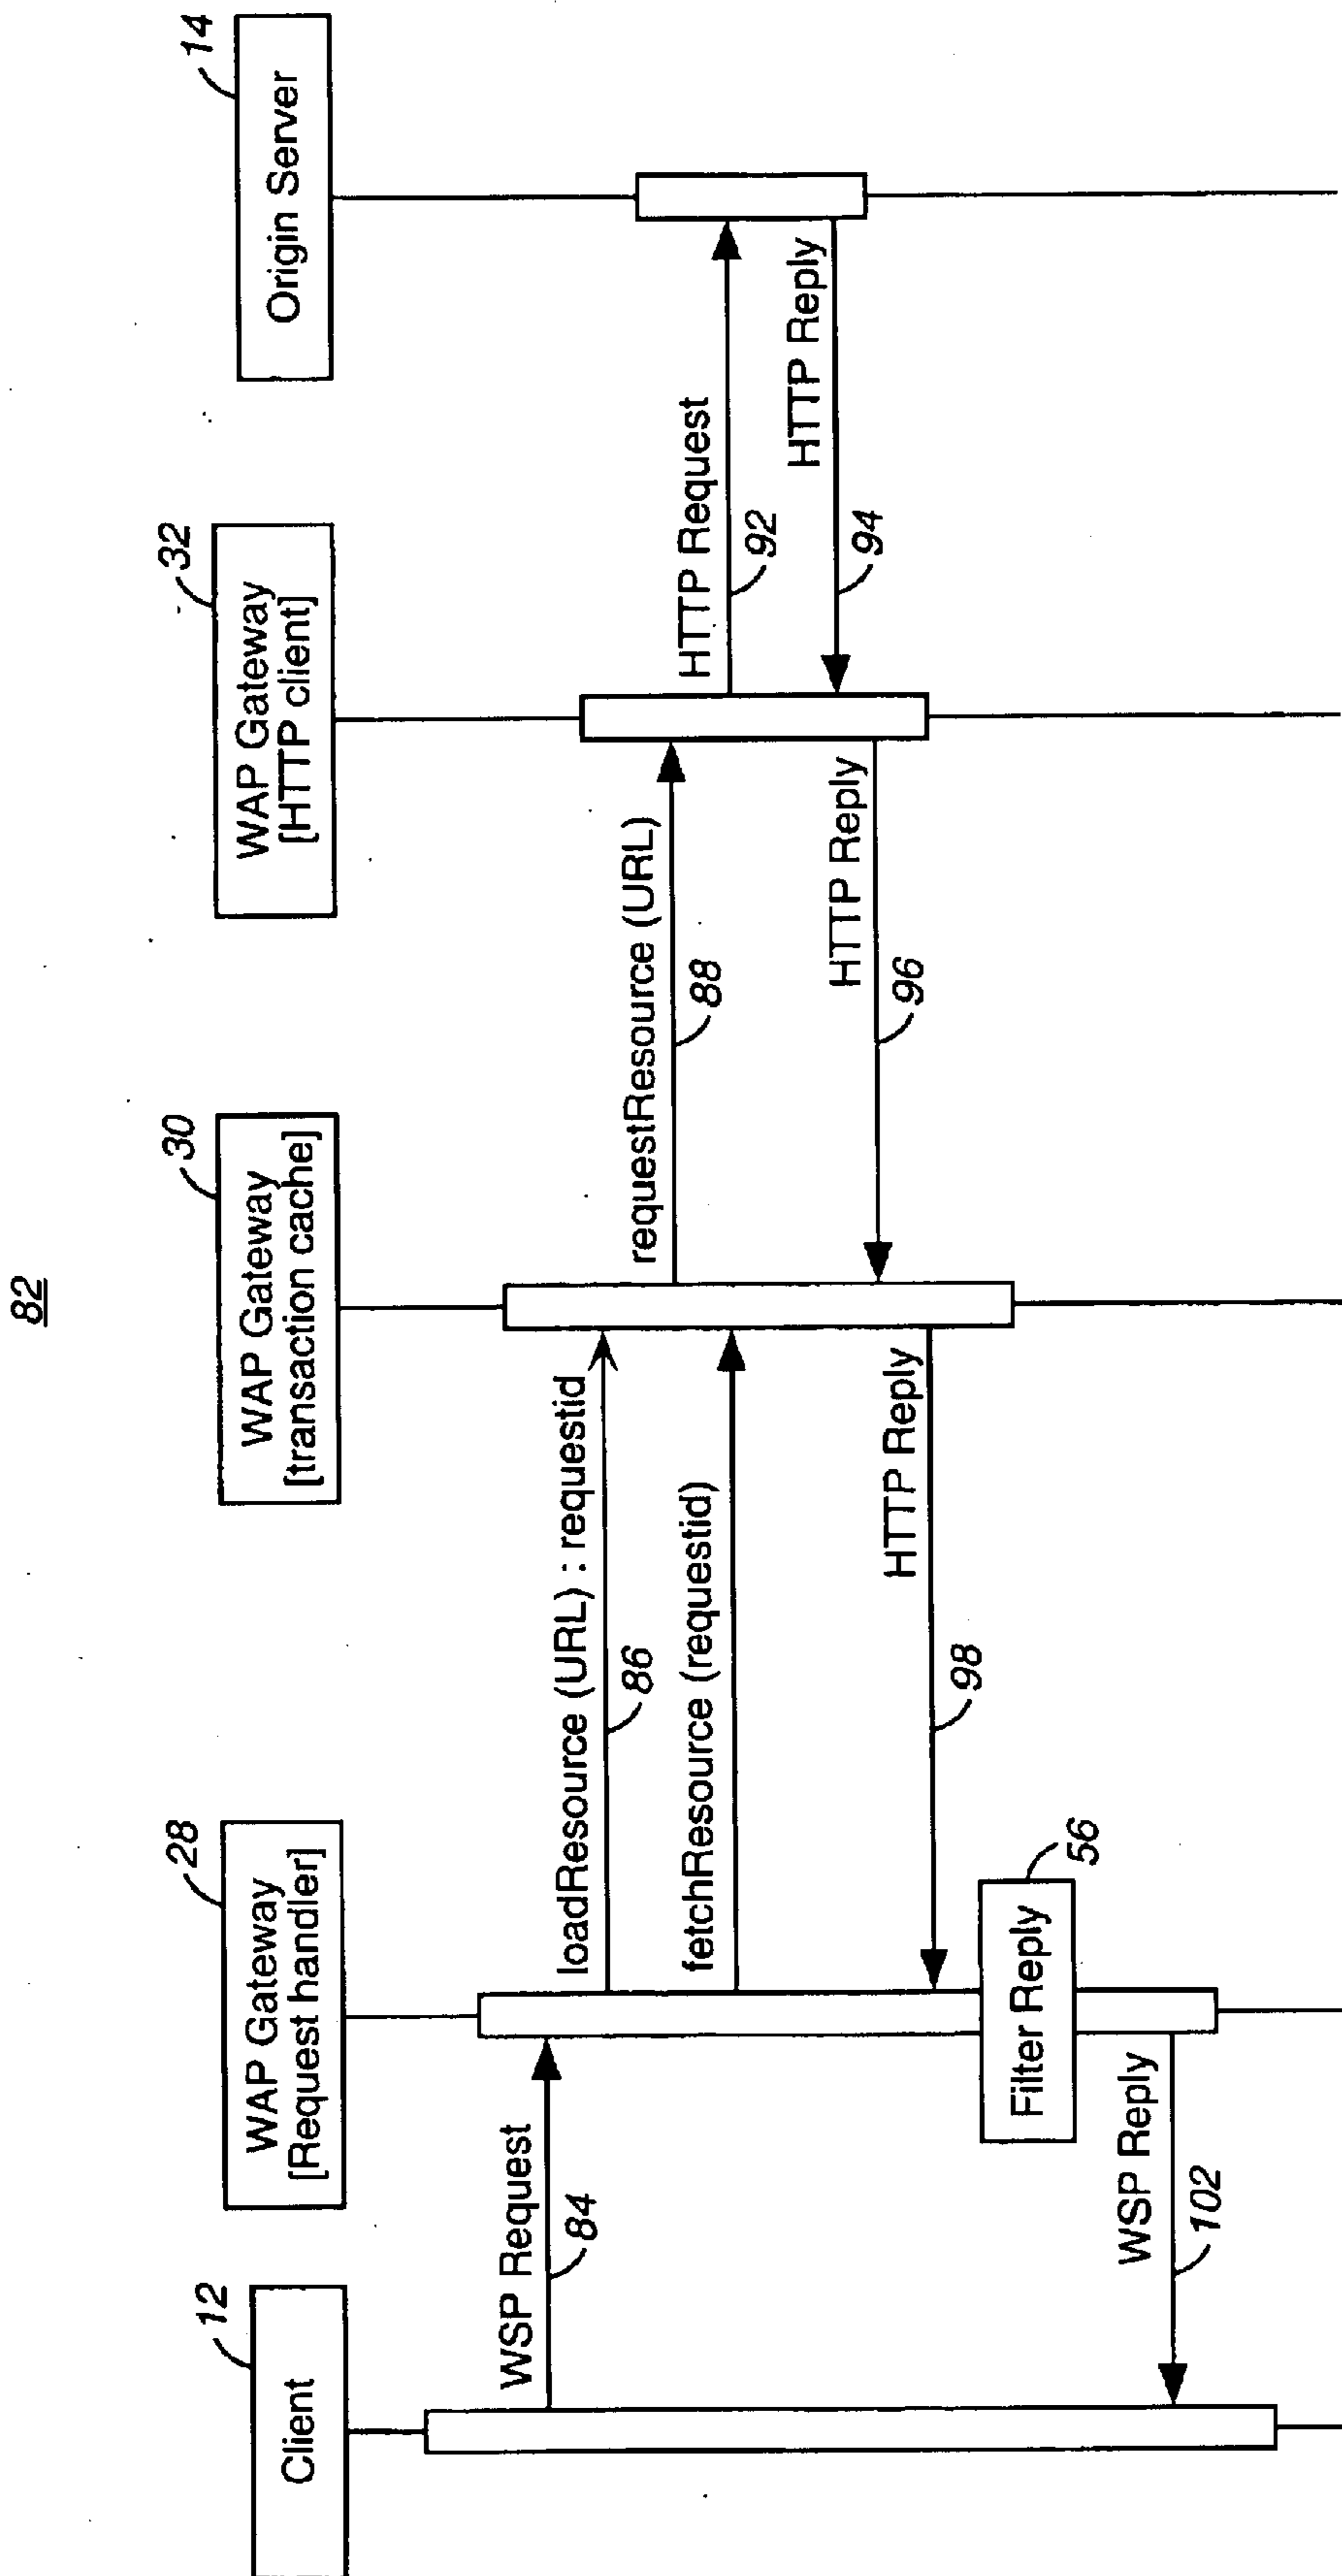 82
12
Client
28
WAP Gateway
[Request handler]
30
WAP Gateway
[transaction cache]
32
WAP Gateway
[HTTP client]
14
Origin Server
WSP Request
84
loadResource (URL) : requestid
86
requestResource (URL)
88
fetchResource (requestid)
HTTP Request
92
HTTP Reply
94
HTTP Reply
96
HTTP Reply
98
Filter Reply
56
WSP Reply
102